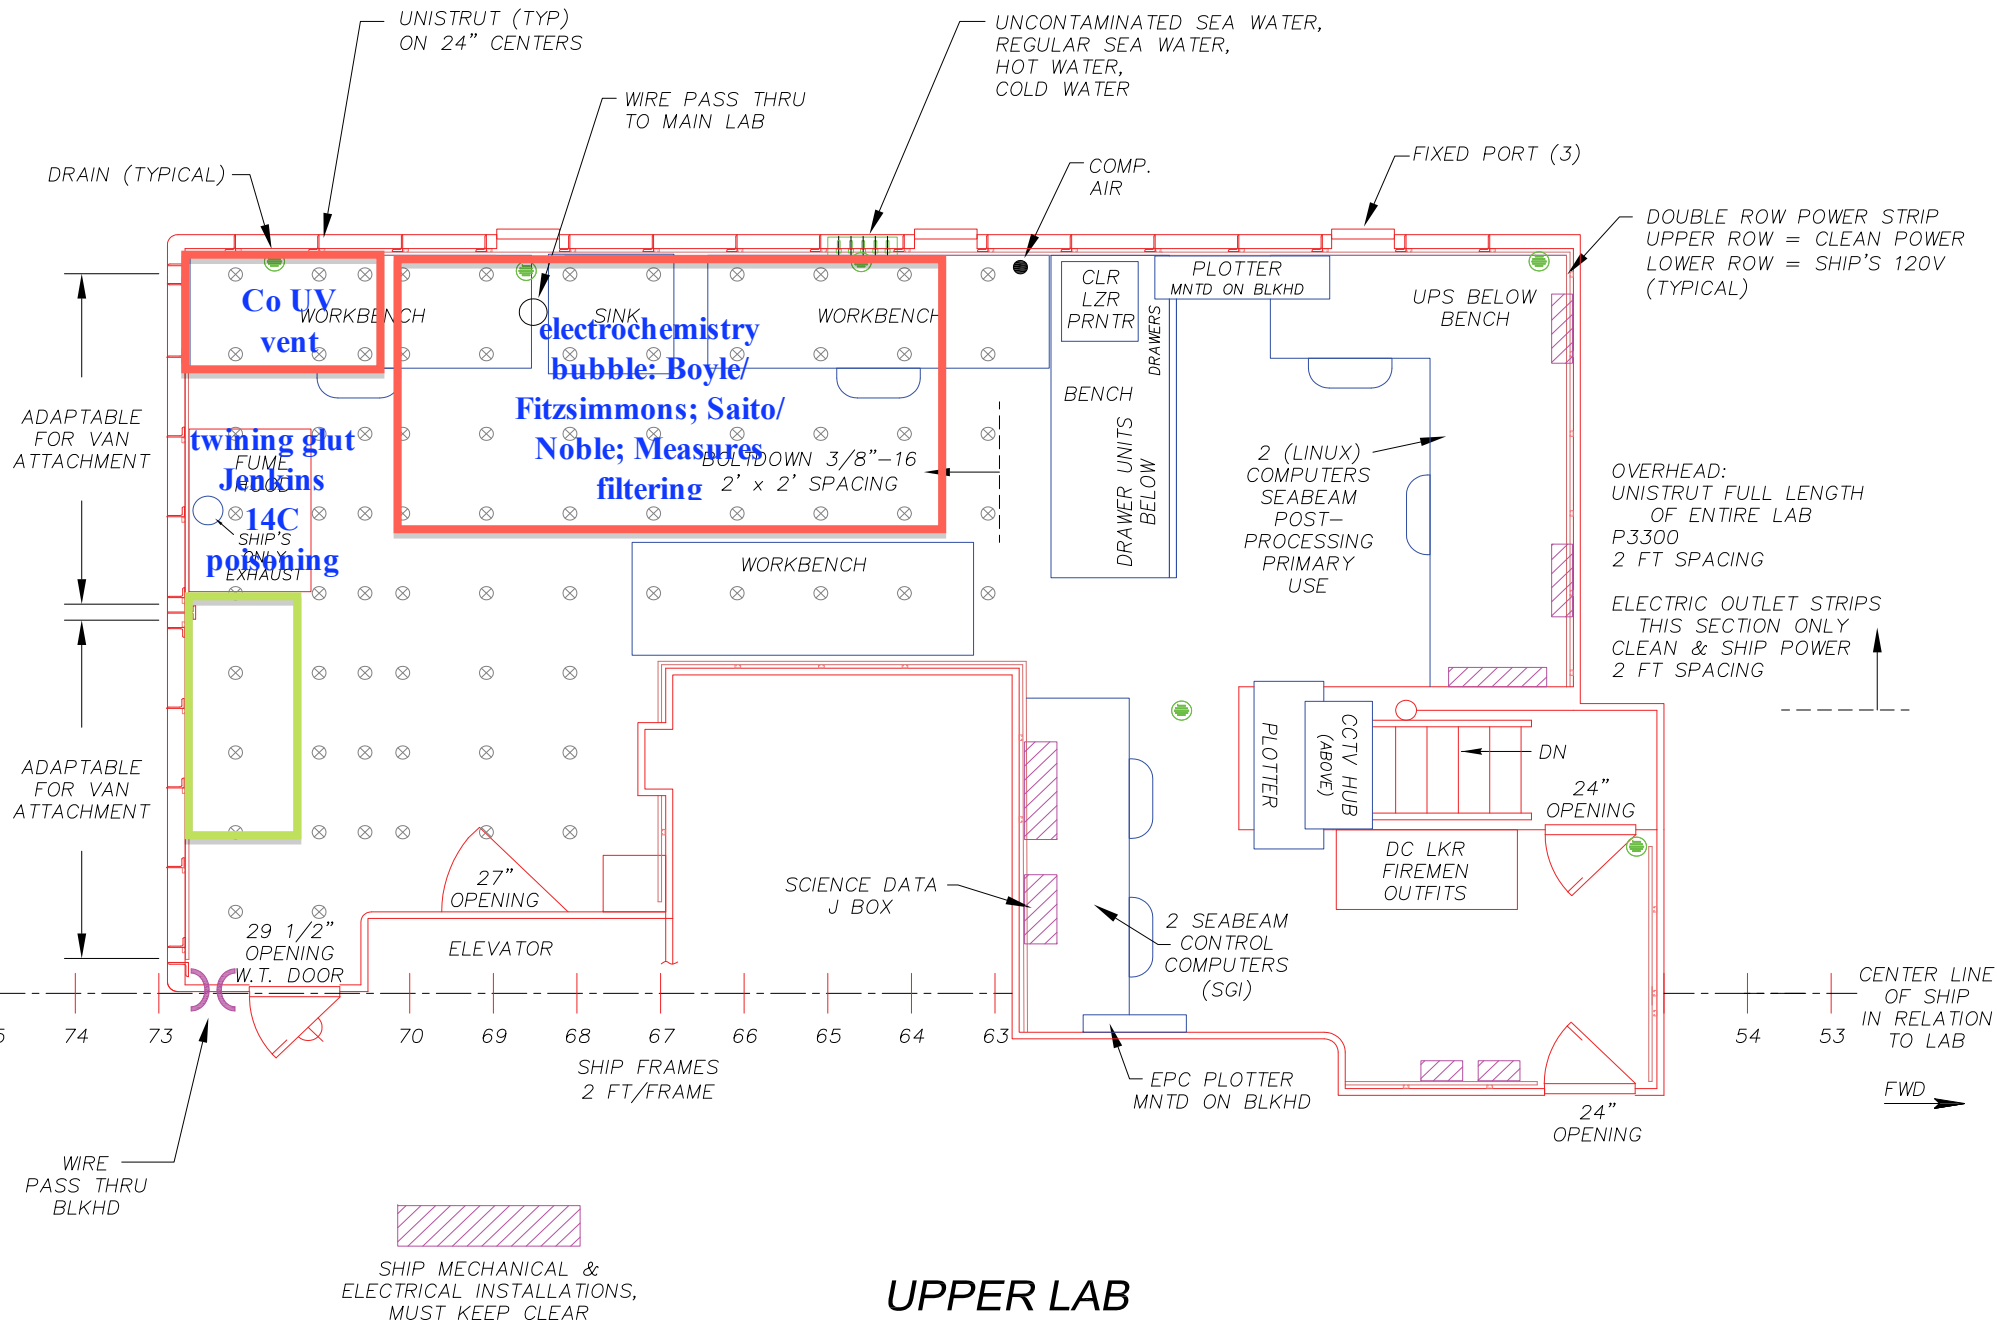 UNISTRUT (TYP)
ON 24" CENTERS
UNCONTAMINATED SEA WATER,
REGULAR SEA WATER,
HOT WATER,
COLD WATER
WIRE PASS THRU
TO MAIN LAB
DRAIN (TYPICAL)
COMP.
AIR
FIXED PORT (3)
DOUBLE ROW POWER STRIP
UPPER ROW = CLEAN POWER
LOWER ROW = SHIP'S 120V
(TYPICAL)
Co UV
vent
WORKBENCH
SINK
WORKBENCH
electrochemistry
bubble: Boyle/
Fitzsimmons; Saito/
Noble; Measures
filtering
BOLTDOWN 3/8"-16
2' x 2' SPACING
CLR
LZR
PRNTR
PLOTTER
MNTD ON BLKHD
DRAWERS
UPS BELOW
BENCH
BENCH
DRAWER UNITS
BELOW
2 (LINUX)
COMPUTERS
SEABEAM
POST-
PROCESSING
PRIMARY
USE
ADAPTABLE
FOR VAN
ATTACHMENT
twining glut
Jenkins
14C
poisoning
FUME
HOOD
SHIP'S
ONLY
EXHAUST
WORKBENCH
OVERHEAD:
UNISTRUT FULL LENGTH
OF ENTIRE LAB
P3300
2 FT SPACING
ELECTRIC OUTLET STRIPS
THIS SECTION ONLY
CLEAN & SHIP POWER
2 FT SPACING
ADAPTABLE
FOR VAN
ATTACHMENT
PLOTTER
CCTV HUB
(ABOVE)
DN
24"
OPENING
DC LKR
FIREMEN
OUTFITS
27"
OPENING
SCIENCE DATA
J BOX
29 1/2"
OPENING
W.T. DOOR
ELEVATOR
2 SEABEAM
CONTROL
COMPUTERS
(SGI)
CENTER LINE
OF SHIP
IN RELATION
TO LAB
74 73 70 69 68 67 66 65 64 63 54 53
SHIP FRAMES
2 FT/FRAME
EPC PLOTTER
MNTD ON BLKHD
FWD
24"
OPENING
WIRE
PASS THRU
BLKHD
SHIP MECHANICAL &
ELECTRICAL INSTALLATIONS,
MUST KEEP CLEAR
UPPER LAB